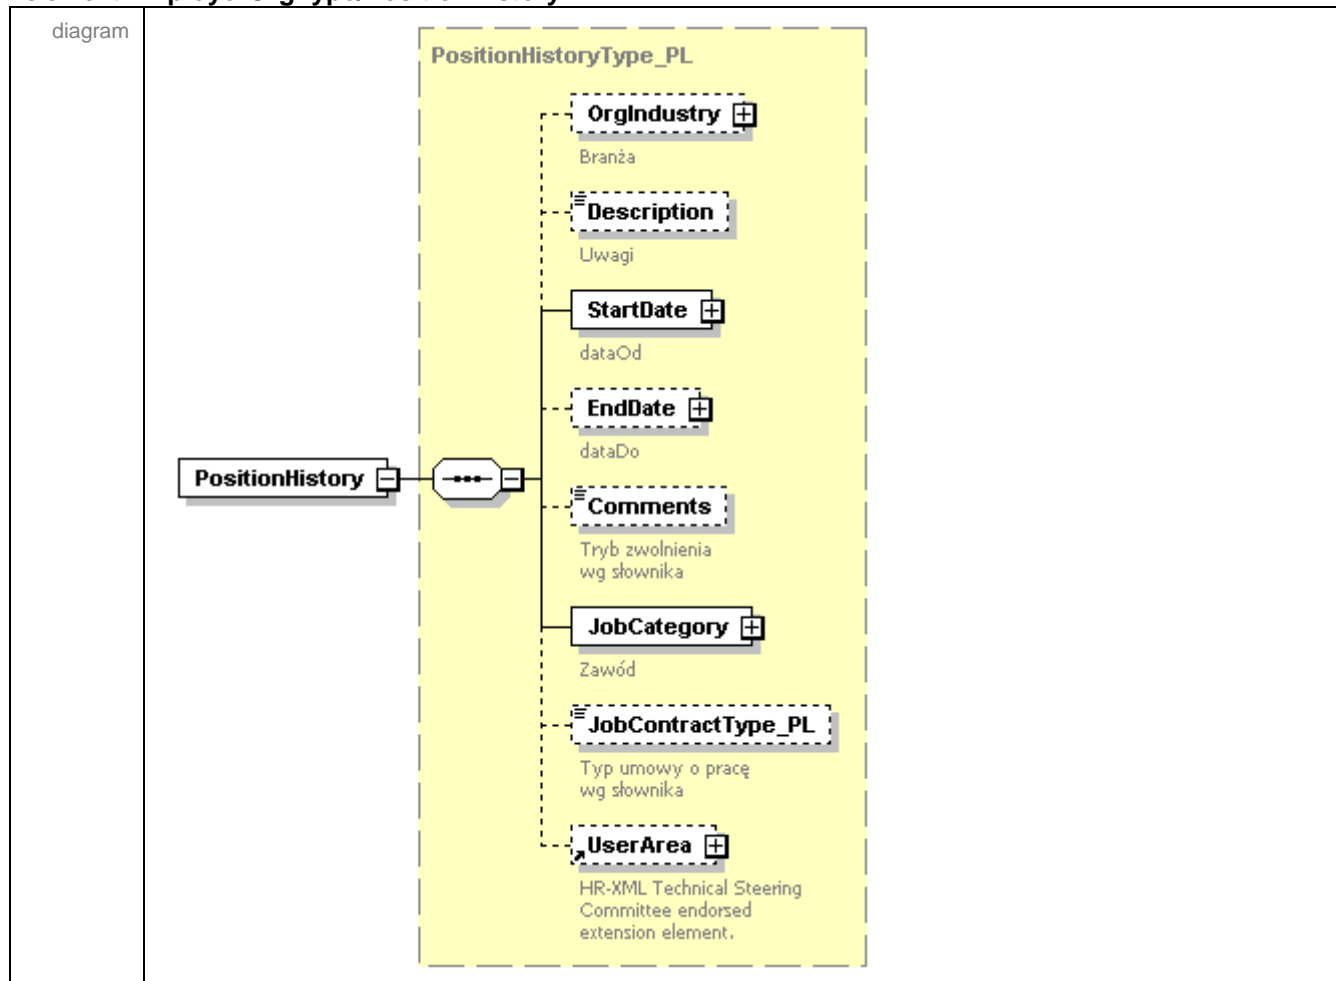 diagram
PositionHistoryType_PL
OrgIndustry
Branża
Description
Uwagi
StartDate
dataOd
EndDate
dataDo
PositionHistory
Comments
Tryb zwolnienia
wg słownika
JobCategory
Zawód
JobContractType_PL
Typ umowy o pracę
wg słownika
UserArea
HR-XML Technical Steering
Committee endorsed
extension element.